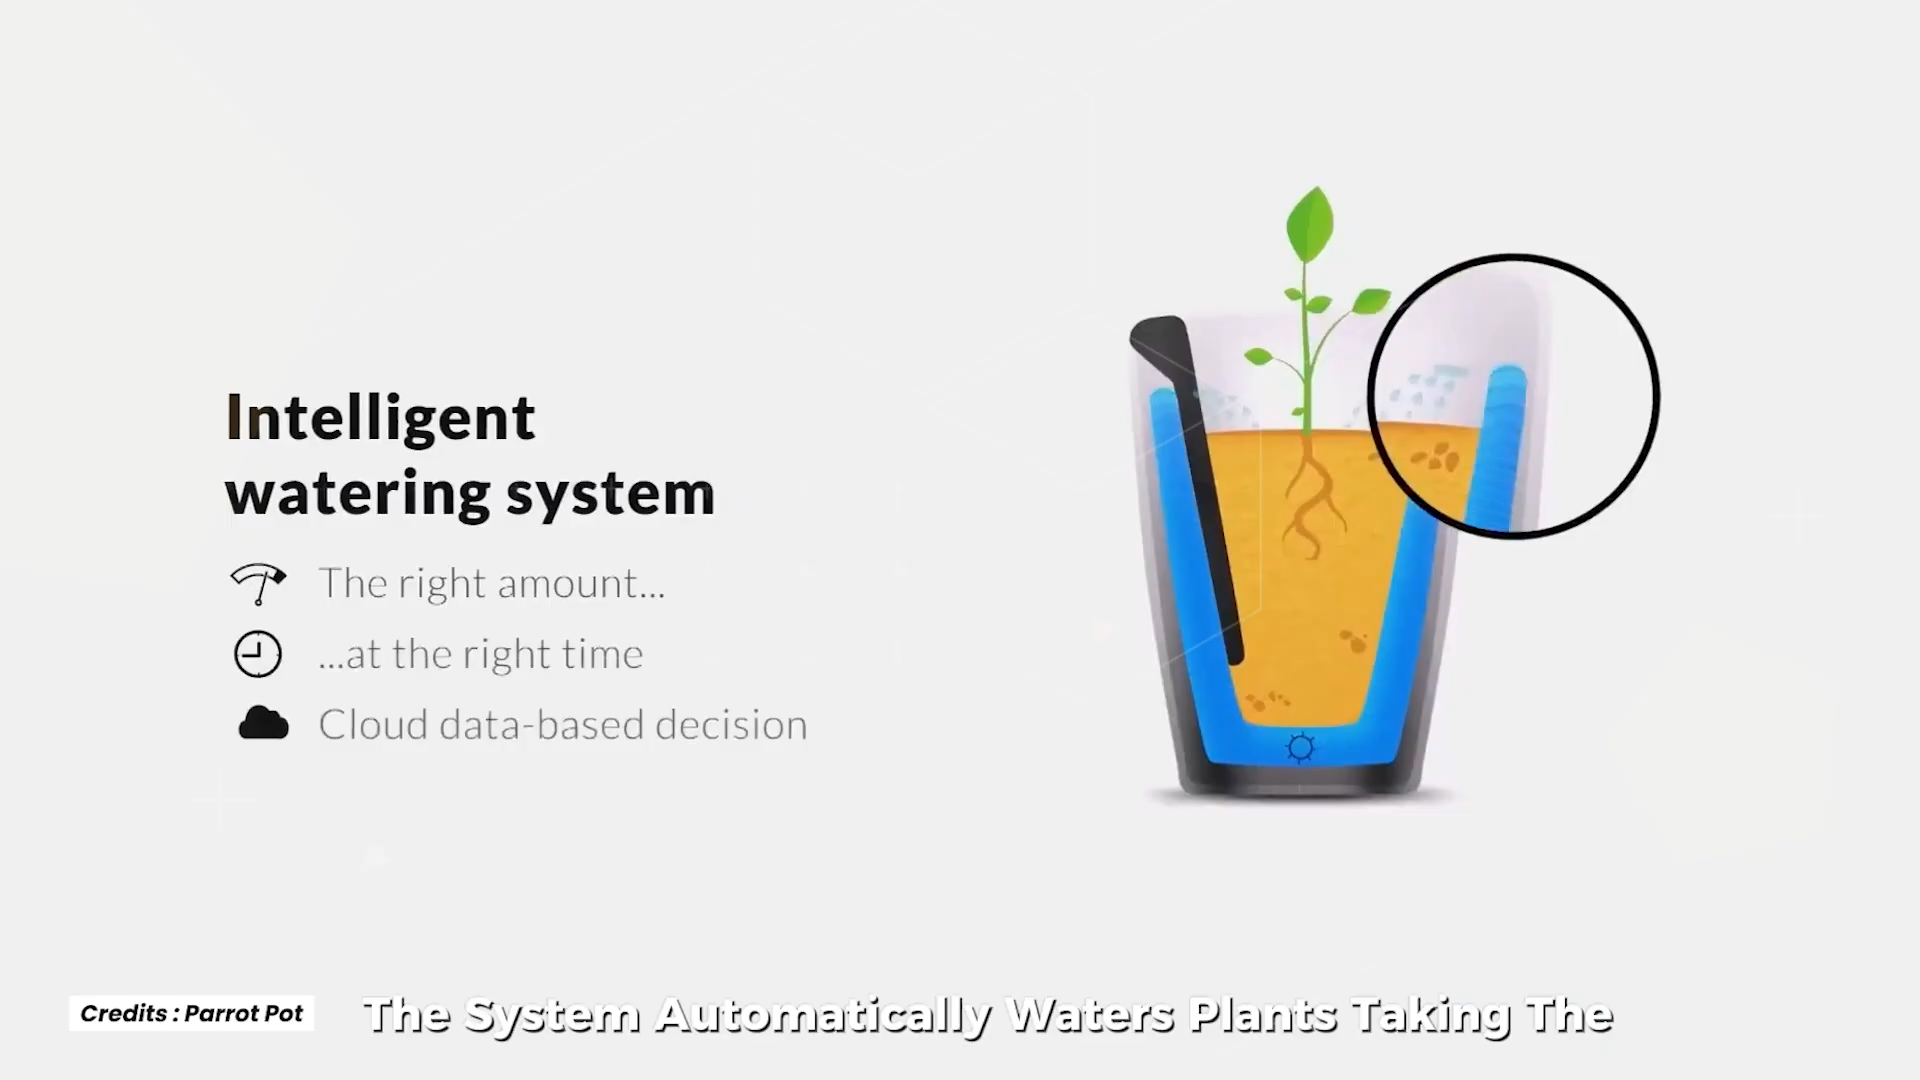 Intelligent
watering system
The right amount...
...at the right time
Cloud data-based decision
Credits : Parrot Pot
The System Automatically Waters Plants Taking The